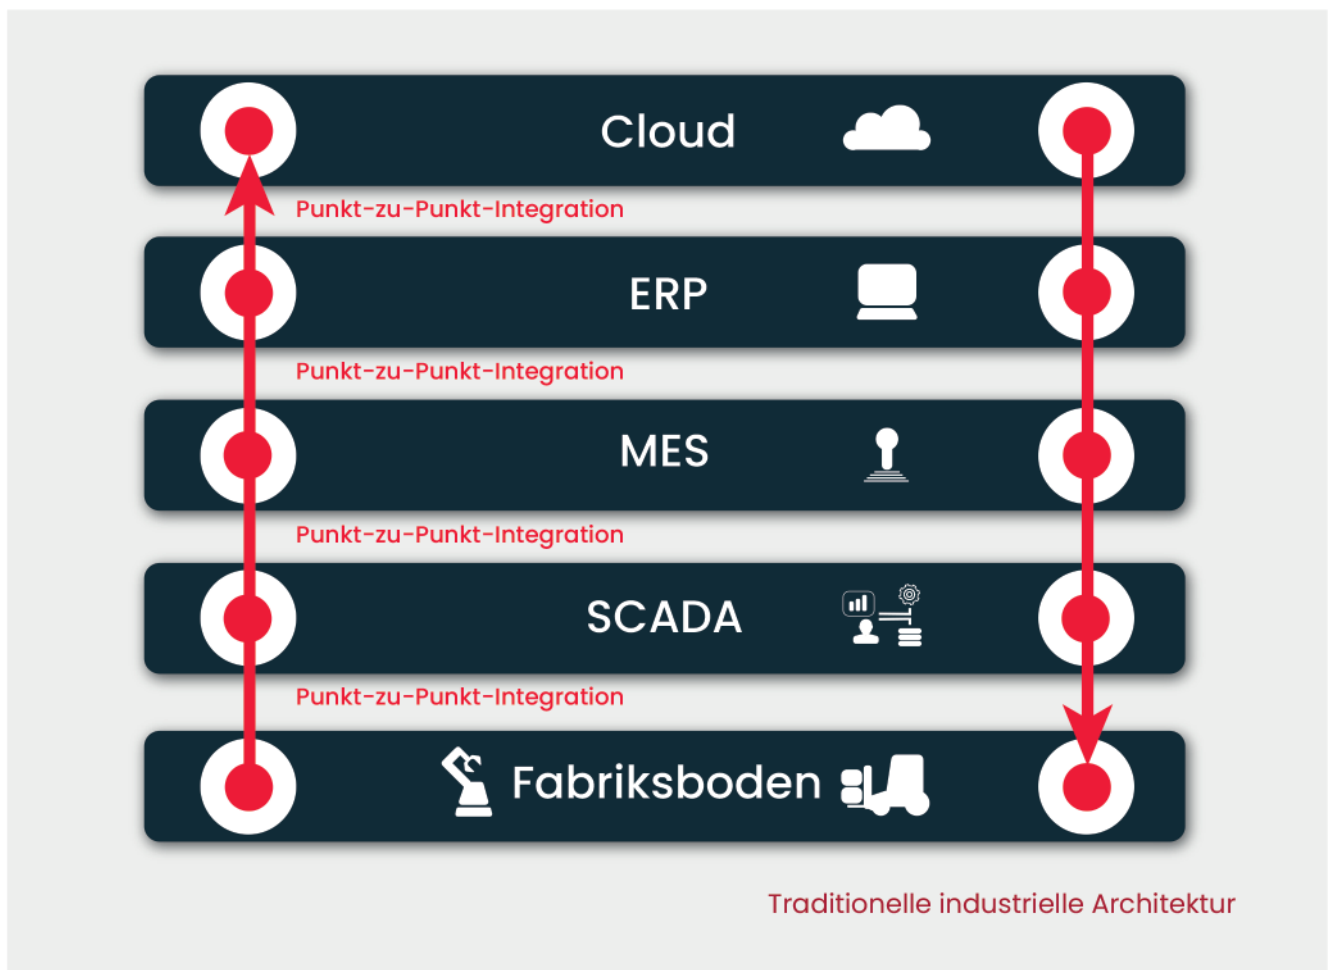 Cloud
Punkt-zu-Punkt-Integration
ERP
Punkt-zu-Punkt-Integration
MES
Punkt-zu-Punkt-Integration
SCADA
Punkt-zu-Punkt-Integration
Fabriksboden
Traditionelle industrielle Architektur